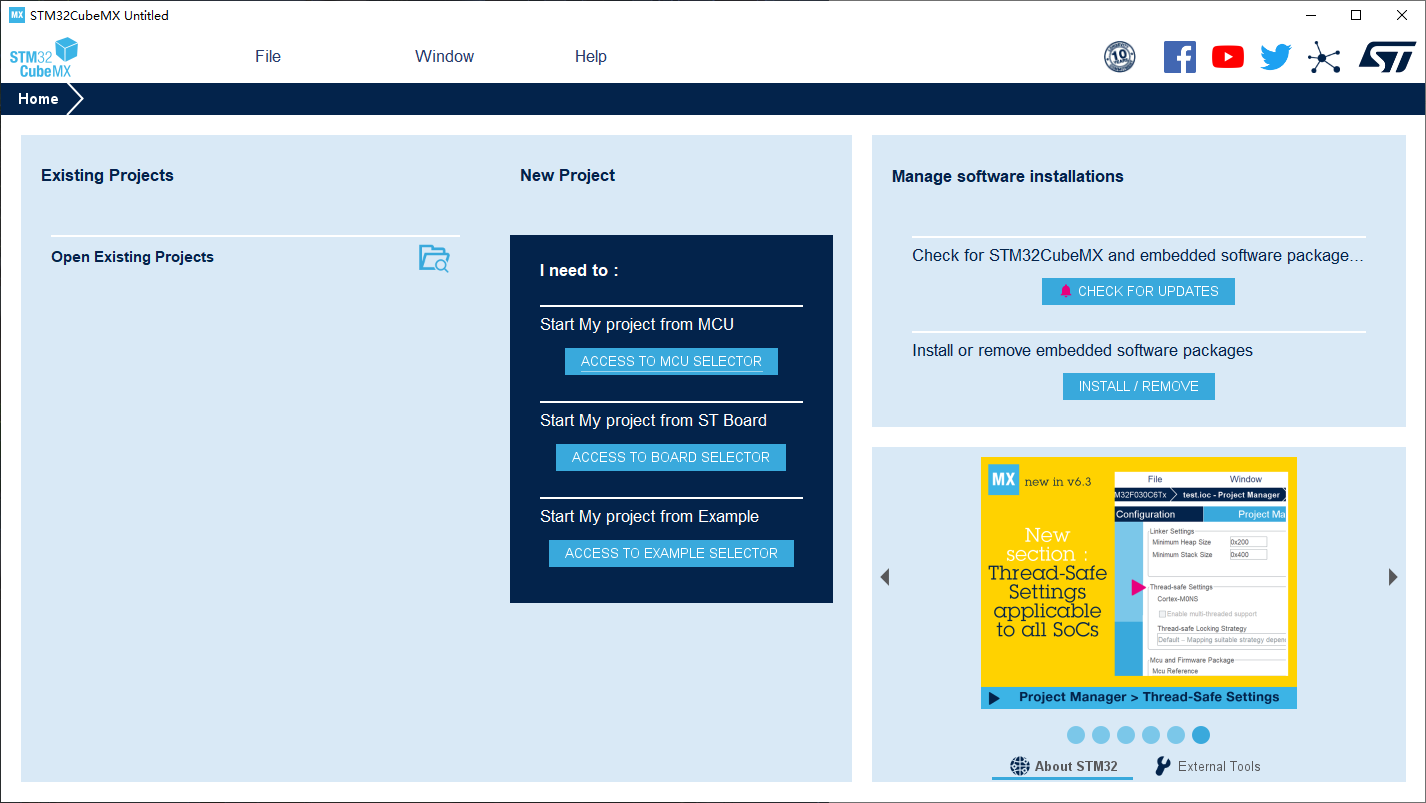 MX STM32CubeMX Untitled
STM32
CubeMX
File
Window
Help
10
ST
Home
Existing Projects
Open Existing Projects
New Project
I need to :
Start My project from MCU
ACCESS TO MCU SELECTOR
Start My project from ST Board
ACCESS TO BOARD SELECTOR
Start My project from Example
ACCESS TO EXAMPLE SELECTOR
Manage software installations
Check for STM32CubeMX and embedded software package...
CHECK FOR UPDATES
Install or remove embedded software packages
INSTALL / REMOVE
MX new in v6.3
New
section :
Thread-Safe
Settings
applicable
to all SoCs
File Window
M32F030C6Tx test.ioc - Project Manager
Configuration Project Ma
Linker Settings
Minimum Heap Size 0x200
Minimum Stack Size 0x400
Thread-safe Settings
Cortex-M0NS
Enable multi-threaded support
Thread-safe Locking Strategy
Default – Mapping suitable strategy depen
Mcu and Firmware Package
Mcu Reference
Project Manager > Thread-Safe Settings
About STM32
External Tools